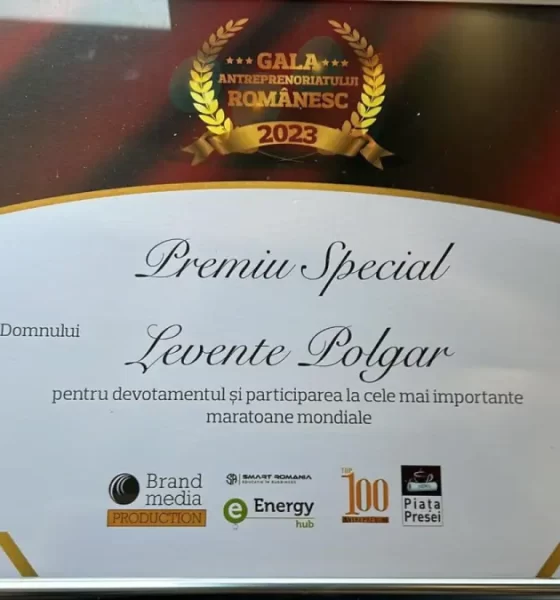 GALA
ANTREPRENORIATULUI
ROMÂNESC
2023
Premiu Special
Domnului
Levente Polgar
pentru devotamentul și participarea la cele mai importante
maratoane mondiale
Brand
media
PRODUCTION
SMART ROMANIA
e Energy
hub
TOP
100
Piața
Presei